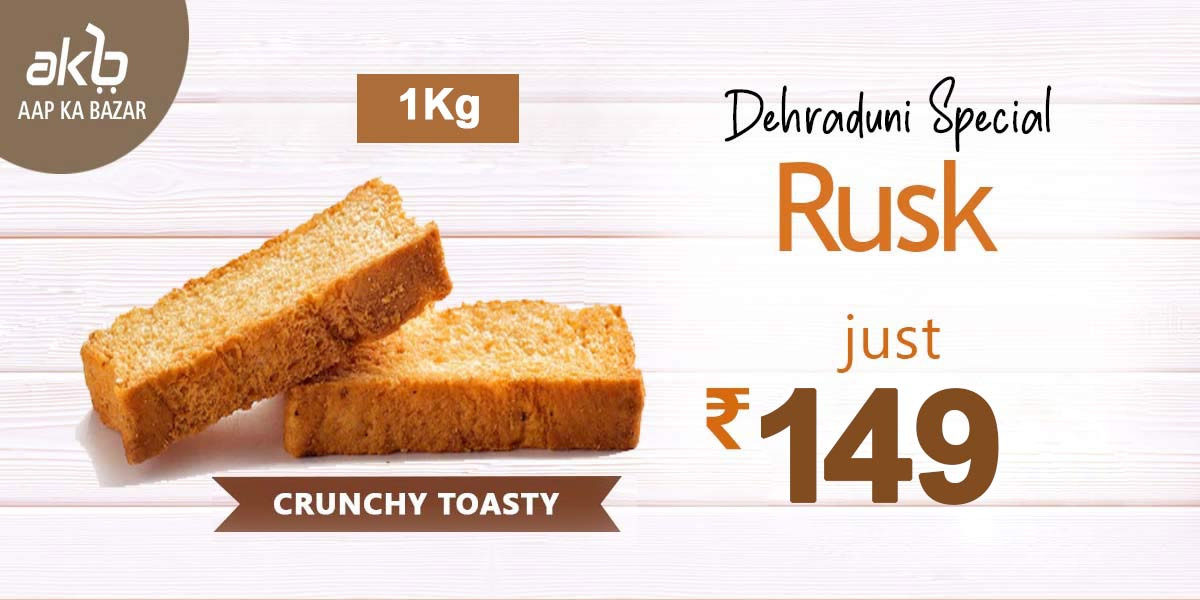 akb
AAP KA BAZAR
1Kg
Dehraduni Special
Rusk
just
₹149
CRUNCHY TOASTY